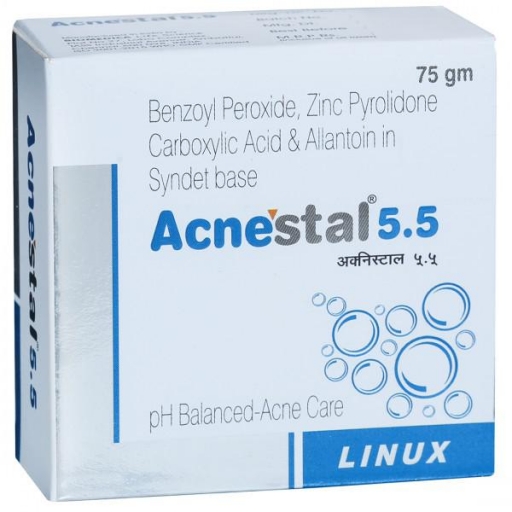 75 gm
Benzoyl Peroxide, Zinc Pyrolidone
Carboxylic Acid & Allantoin in
Syndet base
Acnestal® 5.5
अक्निस्टाल ५.५
pH Balanced-Acne Care
LINUX
Acnestal® 5.5